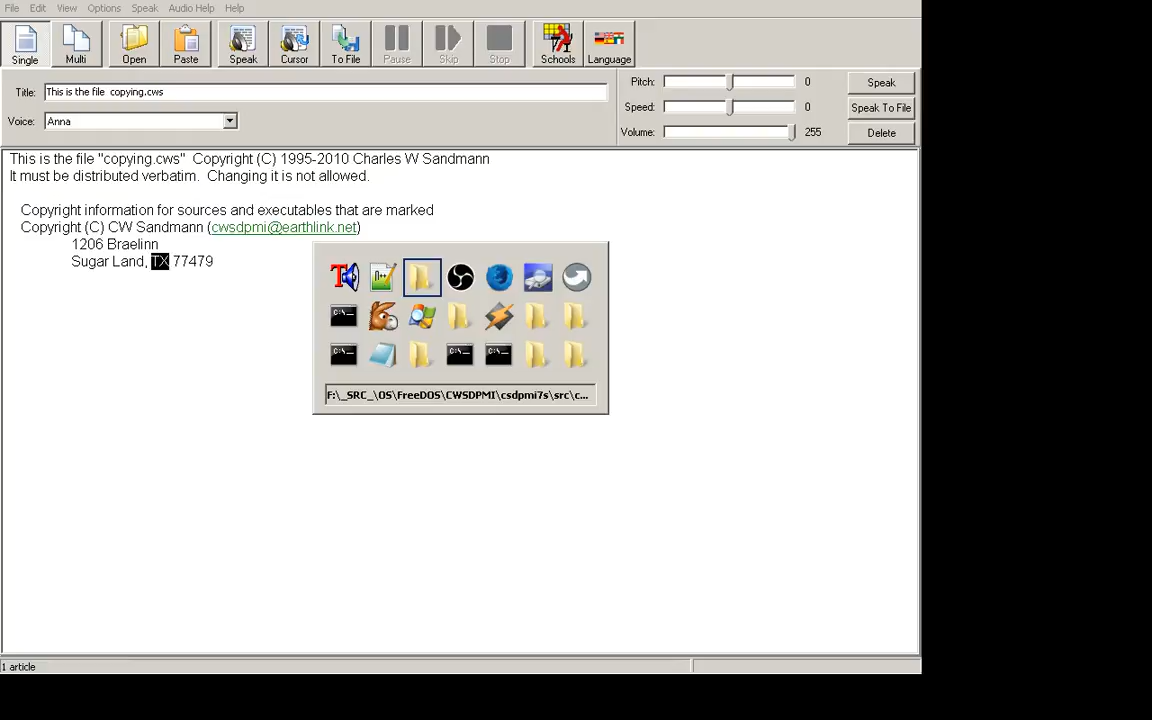 File Edit View Options Speak Audio Help Help
Single Multi Open Paste Speak Cursor To File Pause Skip Stop Schools Language
Title: This is the file  copying.cws
Voice: Anna
Pitch: 0
Speed: 0
Volume: 255
Speak
Speak To File
Delete
This is the file "copying.cws"  Copyright (C) 1995-2010 Charles W Sandmann
It must be distributed verbatim.  Changing it is not allowed.
Copyright information for sources and executables that are marked
Copyright (C) CW Sandmann (cwsdpmi@earthlink.net)
1206 Braelinn
Sugar Land, TX 77479
F:\_SRC_\OS\FreeDOS\CWSDPMI\csdpmi7s\src\c...
1 article